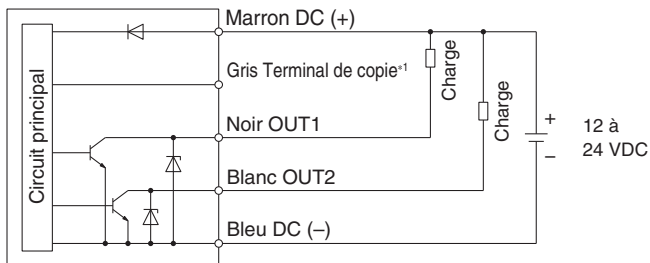 Marron DC (+)
Gris Terminal de copie*1
Noir OUT1
Blanc OUT2
Bleu DC (–)
Circuit principal
Charge
Charge
+
–
12 à
24 VDC